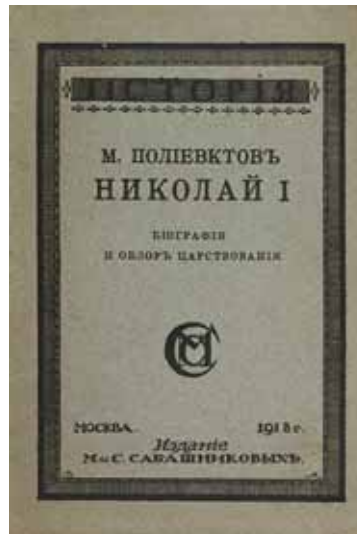 ИСТОРІЯ
М. ПОЛІЕВКТОВЪ
НИКОЛАЙ I
БІОГРАФІЯ
И ОБЗОРЪ ЦАРСТВОВАНІЯ
МОСКВА. 1918 г.
Изданіе
М. и С. САБАШНИКОВЫХЪ.